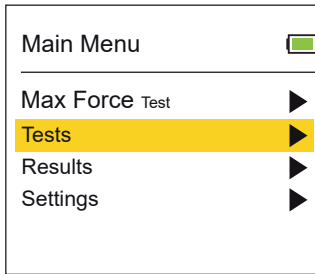 Main Menu
Max Force Test
Tests
Results
Settings